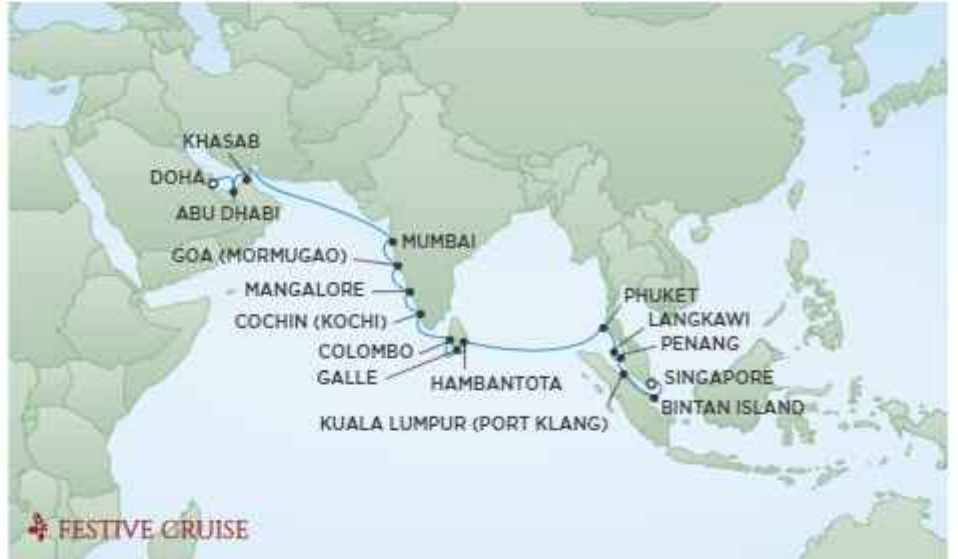 KHASAB
DOHA
ABU DHABI
MUMBAI
GOA (MORMUGAO)
MANGALORE
COCHIN (KOCHI)
PHUKET
LANGKAWI
COLOMBO
PENANG
GALLE
HAMBANTOTA
SINGAPORE
BINTAN ISLAND
KUALA LUMPUR (PORT KLANG)
FESTIVE CRUISE